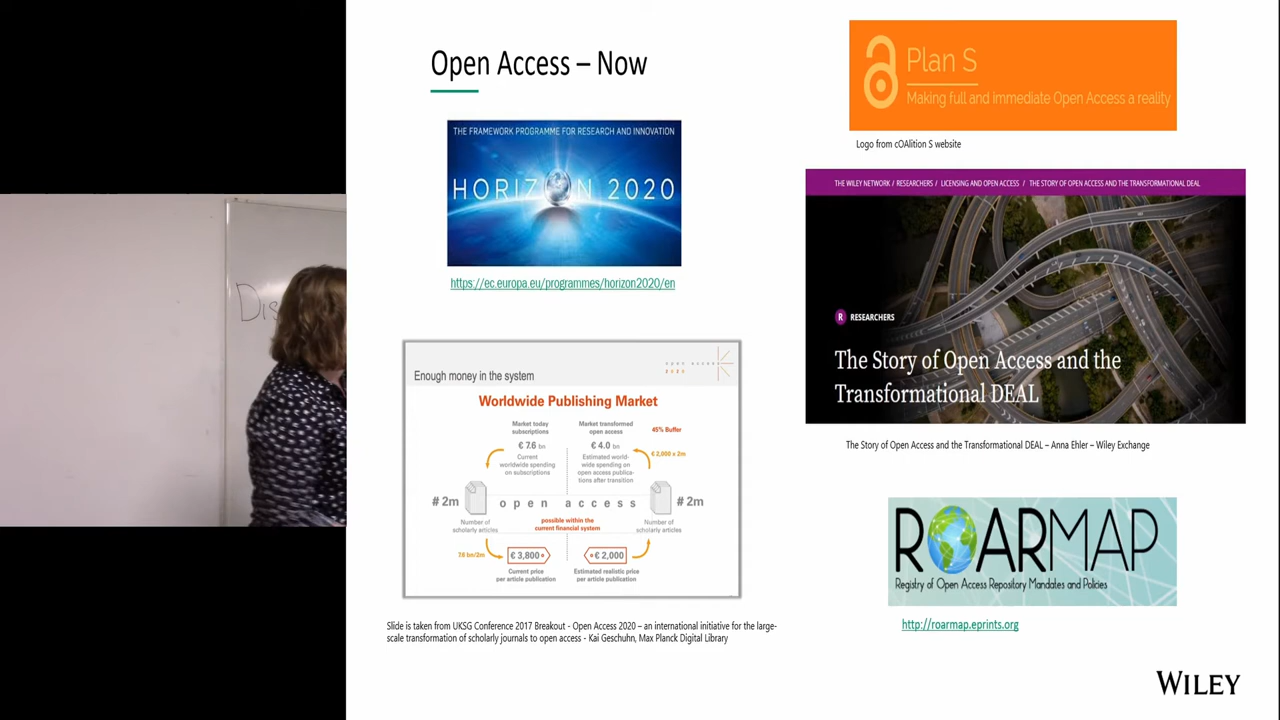 Dis
Open Access – Now
THE FRAMEWORK PROGRAMME FOR RESEARCH AND INNOVATION
HORIZON 2020
https://ec.europa.eu/programmes/horizon2020/en
Enough money in the system
OPEN ACCESS
2020
Worldwide Publishing Market
Market today
subscriptions
€ 7.6 bn
Current
worldwide spending
on subscriptions
Market transformed
open access
€ 4.0 bn
Estimated world-
wide spending on
open access publica-
tions after transition
45% Buffer
€ 2,000 x 2m
# 2m
open access
# 2m
Number of
scholarly articles
possible within the
current financial system
Number of
scholarly articles
7.6 bn/2m
€ 3,800
€ 2,000
Current price
per article publication
Estimated realistic price
per article publication
Slide is taken from UKSG Conference 2017 Breakout - Open Access 2020 – an international initiative for the large-
scale transformation of scholarly journals to open access - Kai Geschuhn, Max Planck Digital Library
Plan S
Making full and immediate Open Access a reality
Logo from cOAlition S website
THE WILEY NETWORK / RESEARCHERS / LICENSING AND OPEN ACCESS / THE STORY OF OPEN ACCESS AND THE TRANSFORMATIONAL DEAL
R RESEARCHERS
The Story of Open Access and the
Transformational DEAL
The Story of Open Access and the Transformational DEAL – Anna Ehler – Wiley Exchange
ROARMAP
Registry of Open Access Repository Mandates and Policies
http://roarmap.eprints.org
WILEY